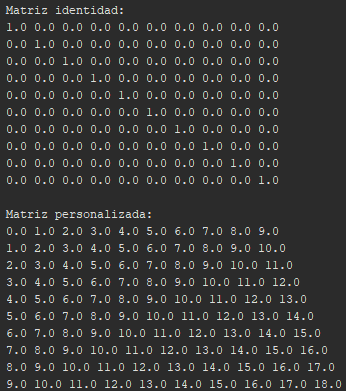 Matriz identidad:
1.0 0.0 0.0 0.0 0.0 0.0 0.0 0.0 0.0 0.0
0.0 1.0 0.0 0.0 0.0 0.0 0.0 0.0 0.0 0.0
0.0 0.0 1.0 0.0 0.0 0.0 0.0 0.0 0.0 0.0
0.0 0.0 0.0 1.0 0.0 0.0 0.0 0.0 0.0 0.0
0.0 0.0 0.0 0.0 1.0 0.0 0.0 0.0 0.0 0.0
0.0 0.0 0.0 0.0 0.0 1.0 0.0 0.0 0.0 0.0
0.0 0.0 0.0 0.0 0.0 0.0 1.0 0.0 0.0 0.0
0.0 0.0 0.0 0.0 0.0 0.0 0.0 1.0 0.0 0.0
0.0 0.0 0.0 0.0 0.0 0.0 0.0 0.0 1.0 0.0
0.0 0.0 0.0 0.0 0.0 0.0 0.0 0.0 0.0 1.0
Matriz personalizada:
0.0 1.0 2.0 3.0 4.0 5.0 6.0 7.0 8.0 9.0
1.0 2.0 3.0 4.0 5.0 6.0 7.0 8.0 9.0 10.0
2.0 3.0 4.0 5.0 6.0 7.0 8.0 9.0 10.0 11.0
3.0 4.0 5.0 6.0 7.0 8.0 9.0 10.0 11.0 12.0
4.0 5.0 6.0 7.0 8.0 9.0 10.0 11.0 12.0 13.0
5.0 6.0 7.0 8.0 9.0 10.0 11.0 12.0 13.0 14.0
6.0 7.0 8.0 9.0 10.0 11.0 12.0 13.0 14.0 15.0
7.0 8.0 9.0 10.0 11.0 12.0 13.0 14.0 15.0 16.0
8.0 9.0 10.0 11.0 12.0 13.0 14.0 15.0 16.0 17.0
9.0 10.0 11.0 12.0 13.0 14.0 15.0 16.0 17.0 18.0